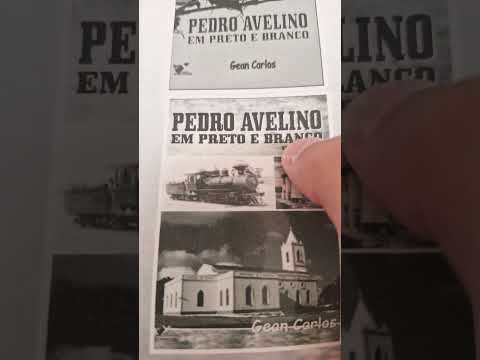 PEDRO AVELINO
EM PRETO E BRANCO
Gean Carlos
PEDRO AVELINO
EM PRETO E BRANCO
Gean Carlos